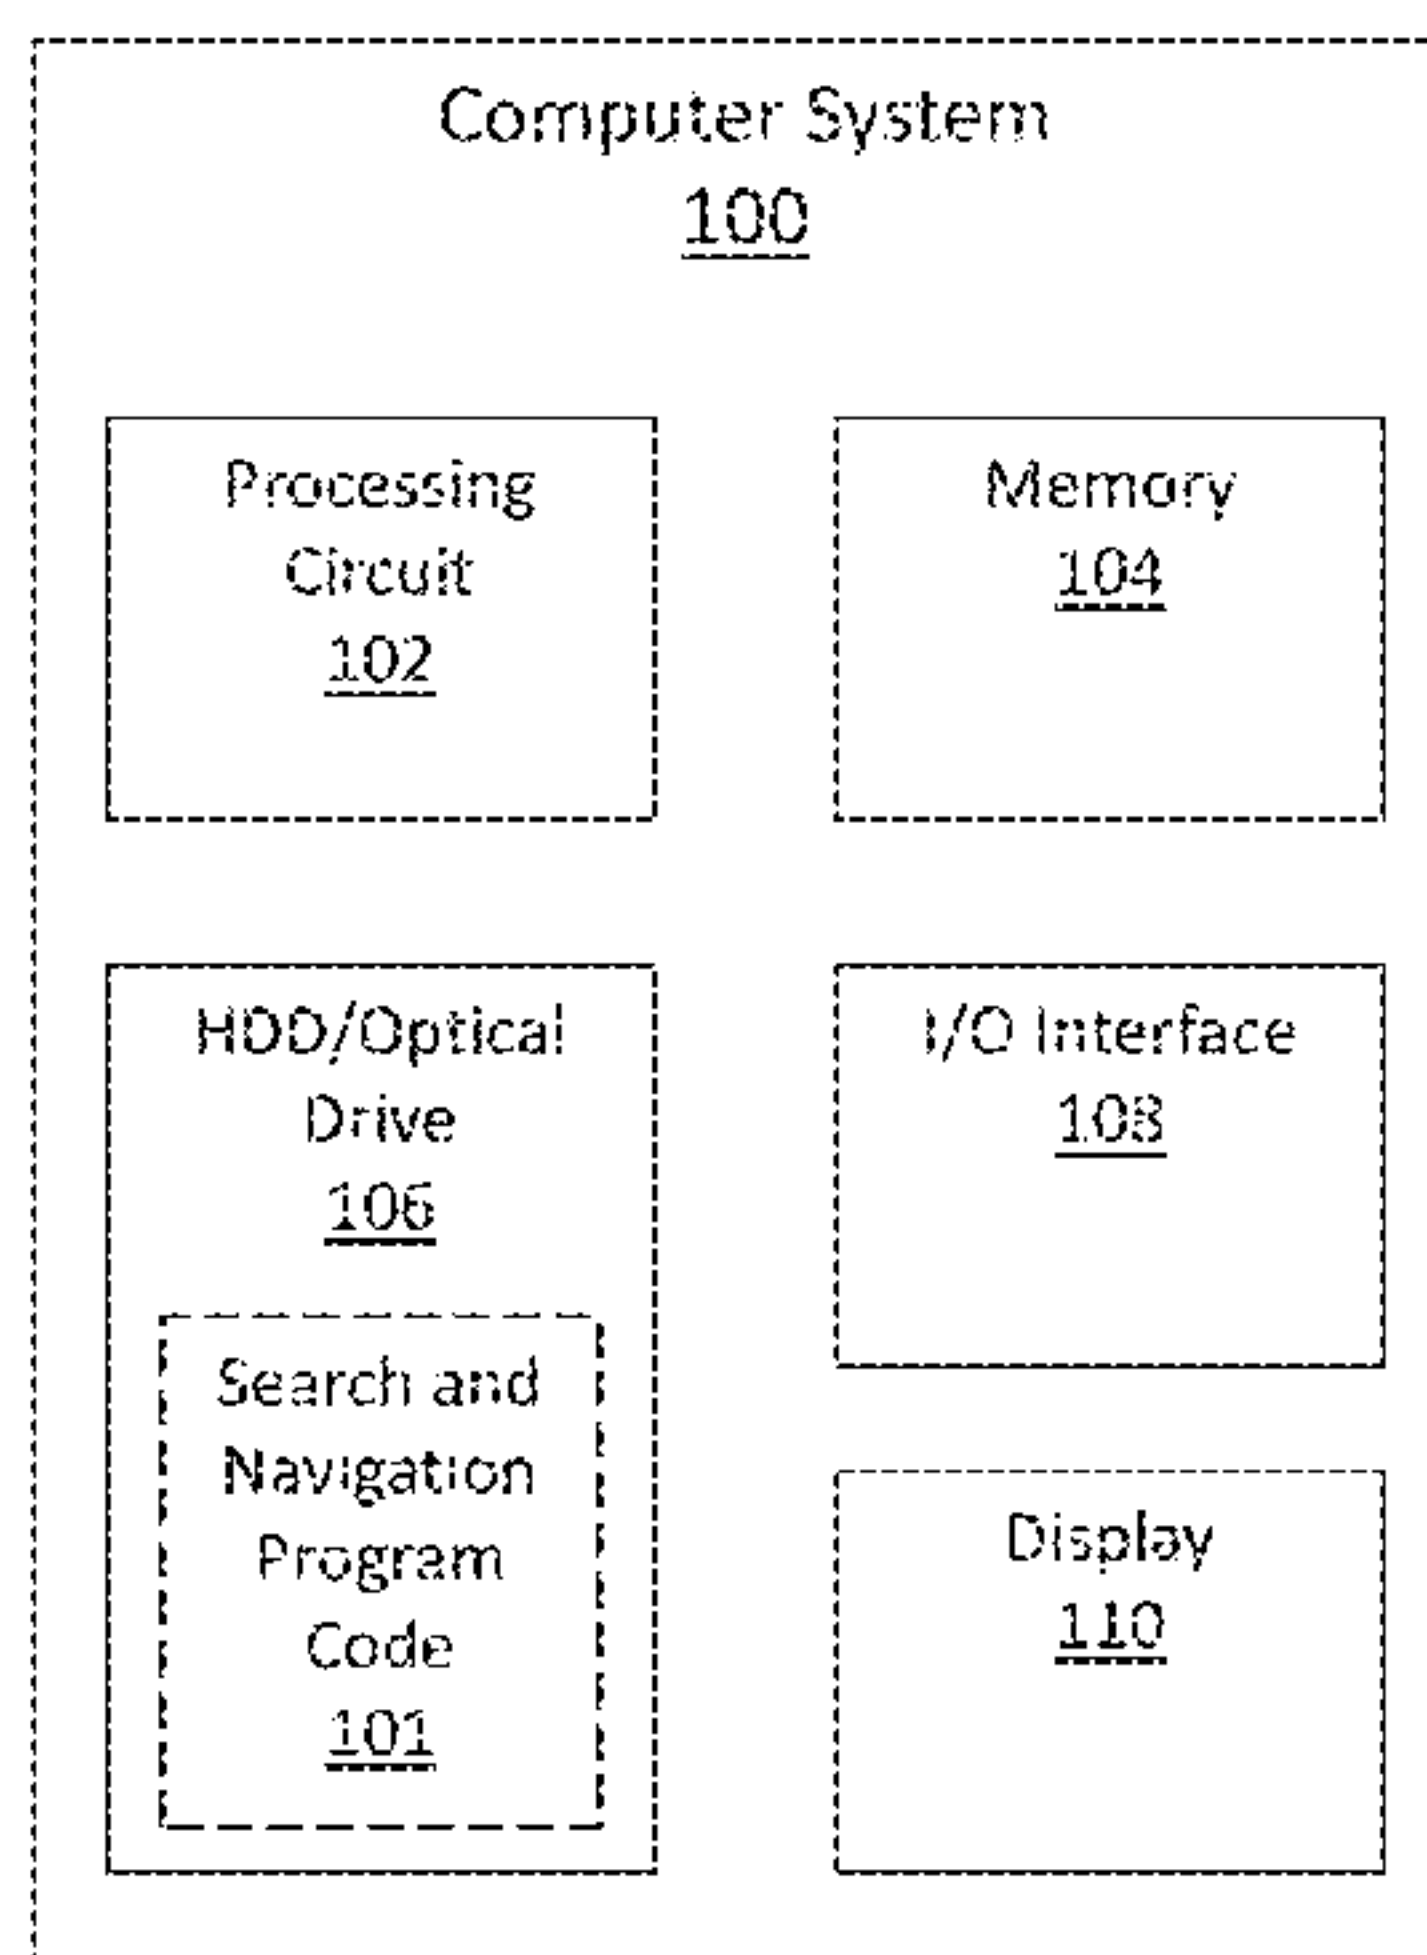 Computer System
100
Processing
Circuit
102
Memory
104
HDD/Optical
Drive
106
Search and
Navigation
Program
Code
101
I/O Interface
108
Display
110